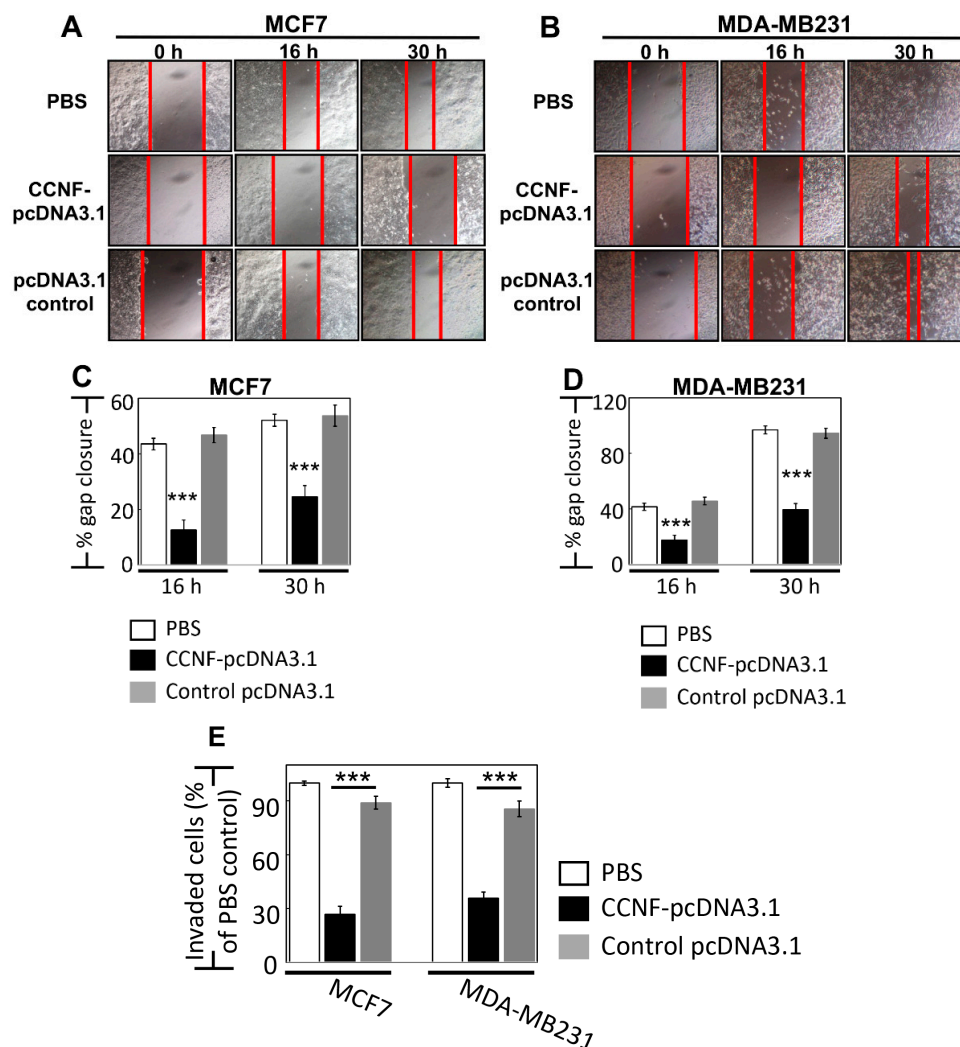 A
MCF7
0 h 16 h 30 h
PBS
CCNF-
pcDNA3.1
pcDNA3.1
control
B
MDA-MB231
0 h 16 h 30 h
PBS
CCNF-
pcDNA3.1
pcDNA3.1
control
C
MCF7
% gap closure
60
40
20
0
***
***
16 h 30 h
PBS
CCNF-pcDNA3.1
Control pcDNA3.1
D
MDA-MB231
% gap closure
120
80
40
0
***
***
16 h 30 h
PBS
CCNF-pcDNA3.1
Control pcDNA3.1
E
Invaded cells (%
of PBS control)
90
60
30
0
***
***
MCF7
MDA-MB231
PBS
CCNF-pcDNA3.1
Control pcDNA3.1